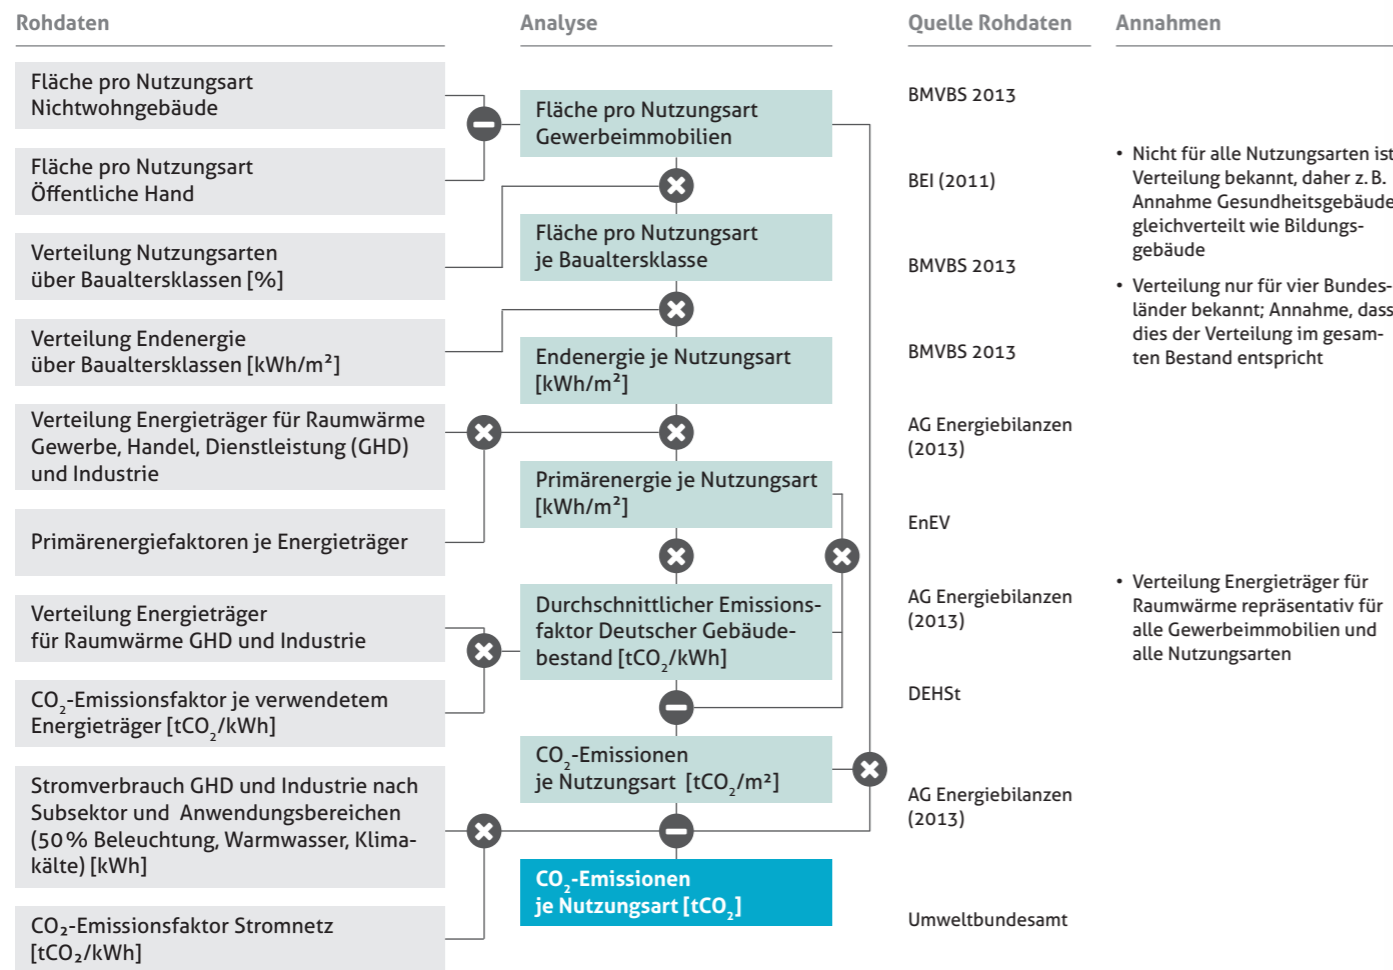 Rohdaten
Analyse
Quelle Rohdaten
Annahmen
Fläche pro Nutzungsart
Nichtwohngebäude
Fläche pro Nutzungsart
Öffentliche Hand
Verteilung Nutzungsarten
über Baualtersklassen [%]
Verteilung Endenergie
über Baualtersklassen [kWh/m²]
Verteilung Energieträger für Raumwärme
Gewerbe, Handel, Dienstleistung (GHD)
und Industrie
Primärenergiefaktoren je Energieträger
Verteilung Energieträger
für Raumwärme GHD und Industrie
CO₂-Emissionsfaktor je verwendetem
Energieträger [tCO₂/kWh]
Stromverbrauch GHD und Industrie nach
Subsektor und Anwendungsbereichen
(50 % Beleuchtung, Warmwasser, Klima-
kälte) [kWh]
CO₂-Emissionsfaktor Stromnetz
[tCO₂/kWh]
Fläche pro Nutzungsart
Gewerbeimmobilien
Fläche pro Nutzungsart
je Baualtersklasse
Endenergie je Nutzungsart
[kWh/m²]
Primärenergie je Nutzungsart
[kWh/m²]
Durchschnittlicher Emissions-
faktor Deutscher Gebäude-
bestand [tCO₂/kWh]
CO₂-Emissionen
je Nutzungsart [tCO₂/m²]
CO₂-Emissionen
je Nutzungsart [tCO₂]
BMVBS 2013
BEI (2011)
BMVBS 2013
BMVBS 2013
AG Energiebilanzen
(2013)
EnEV
AG Energiebilanzen
(2013)
DEHSt
AG Energiebilanzen
(2013)
Umweltbundesamt
• Nicht für alle Nutzungsarten ist
Verteilung bekannt, daher z. B.
Annahme Gesundheitsgebäude
gleichverteilt wie Bildungs-
gebäude
• Verteilung nur für vier Bundes-
länder bekannt; Annahme, dass
dies der Verteilung im gesam-
ten Bestand entspricht
• Verteilung Energieträger für
Raumwärme repräsentativ für
alle Gewerbeimmobilien und
alle Nutzungsarten